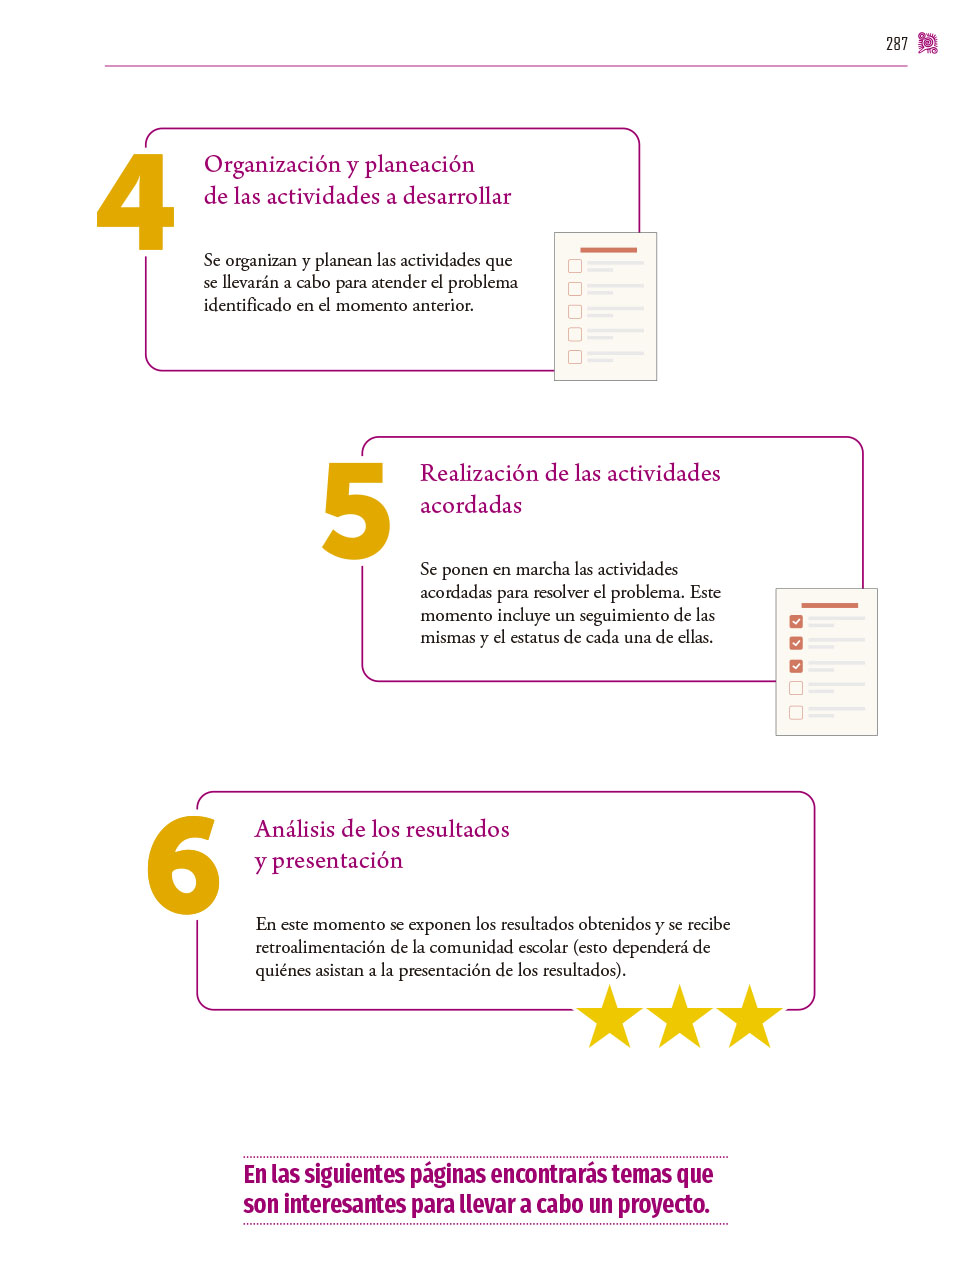 287
4
Organización y planeación
de las actividades a desarrollar
Se organizan y planean las actividades que
se llevarán a cabo para atender el problema
identificado en el momento anterior.
5
Realización de las actividades
acordadas
Se ponen en marcha las actividades
acordadas para resolver el problema. Este
momento incluye un seguimiento de las
mismas y el estatus de cada una de ellas.
6
Análisis de los resultados
y presentación
En este momento se exponen los resultados obtenidos y se recibe
retroalimentación de la comunidad escolar (esto dependerá de
quiénes asistan a la presentación de los resultados).
En las siguientes páginas encontrarás temas que
son interesantes para llevar a cabo un proyecto.